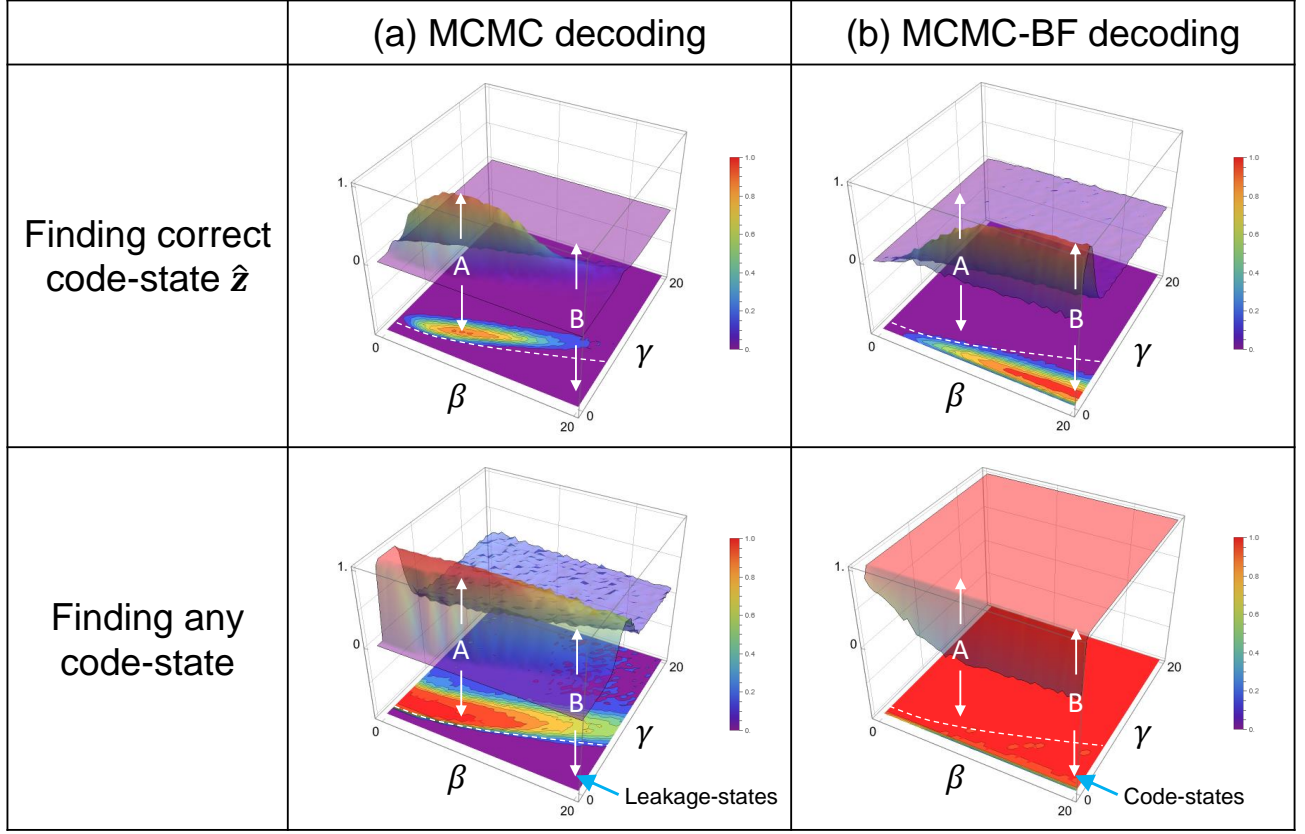 (a) MCMC decoding
(b) MCMC-BF decoding
Finding correct
code-state ẑ
1.
0
A
B
0
β
20
0
γ
20
1.0
0.8
0.6
0.4
0.2
0.
1.
0
A
B
0
β
20
0
γ
20
1.0
0.8
0.6
0.4
0.2
0.
Finding any
code-state
1.
0
A
B
0
β
20
0
γ
20
1.0
0.8
0.6
0.4
0.2
0.
Leakage-states
1.
0
A
B
0
β
20
0
γ
20
1.0
0.8
0.6
0.4
0.2
0.
Code-states